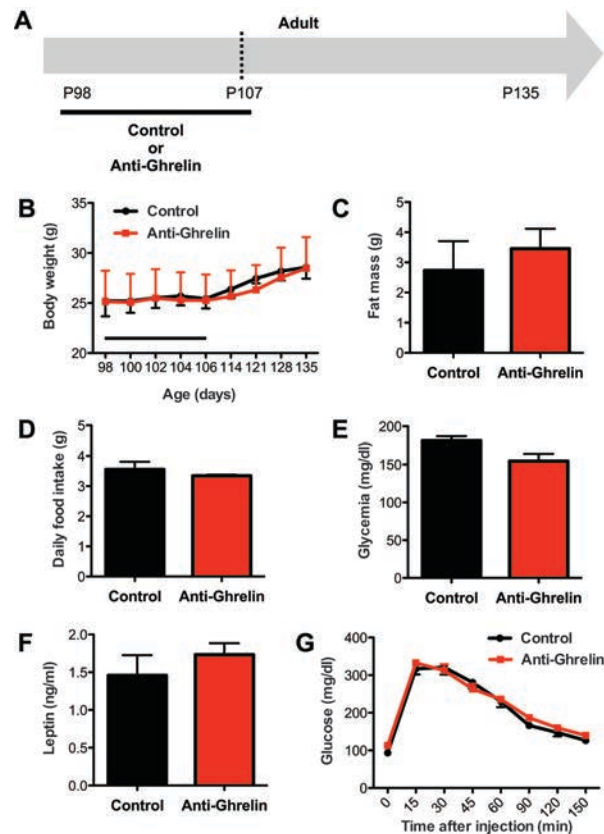 A
Adult
P98 P107 P135
Control
or
Anti-Ghrelin
B
Control
Anti-Ghrelin
Body weight (g)
35
30
25
20
98 100 102 104 106 114 121 128 135
Age (days)
C
Fat mass (g)
5
4
3
2
1
0
Control Anti-Ghrelin
D
Daily food intake (g)
5
4
3
2
1
0
Control Anti-Ghrelin
E
Glycemia (mg/dl)
200
150
100
50
0
Control Anti-Ghrelin
F
Leptin (ng/ml)
2.0
1.5
1.0
0.5
0.0
Control Anti-Ghrelin
G
Control
Anti-Ghrelin
Glucose (mg/dl)
400
300
200
100
0 15 30 45 60 90 120 150
Time after injection (min)